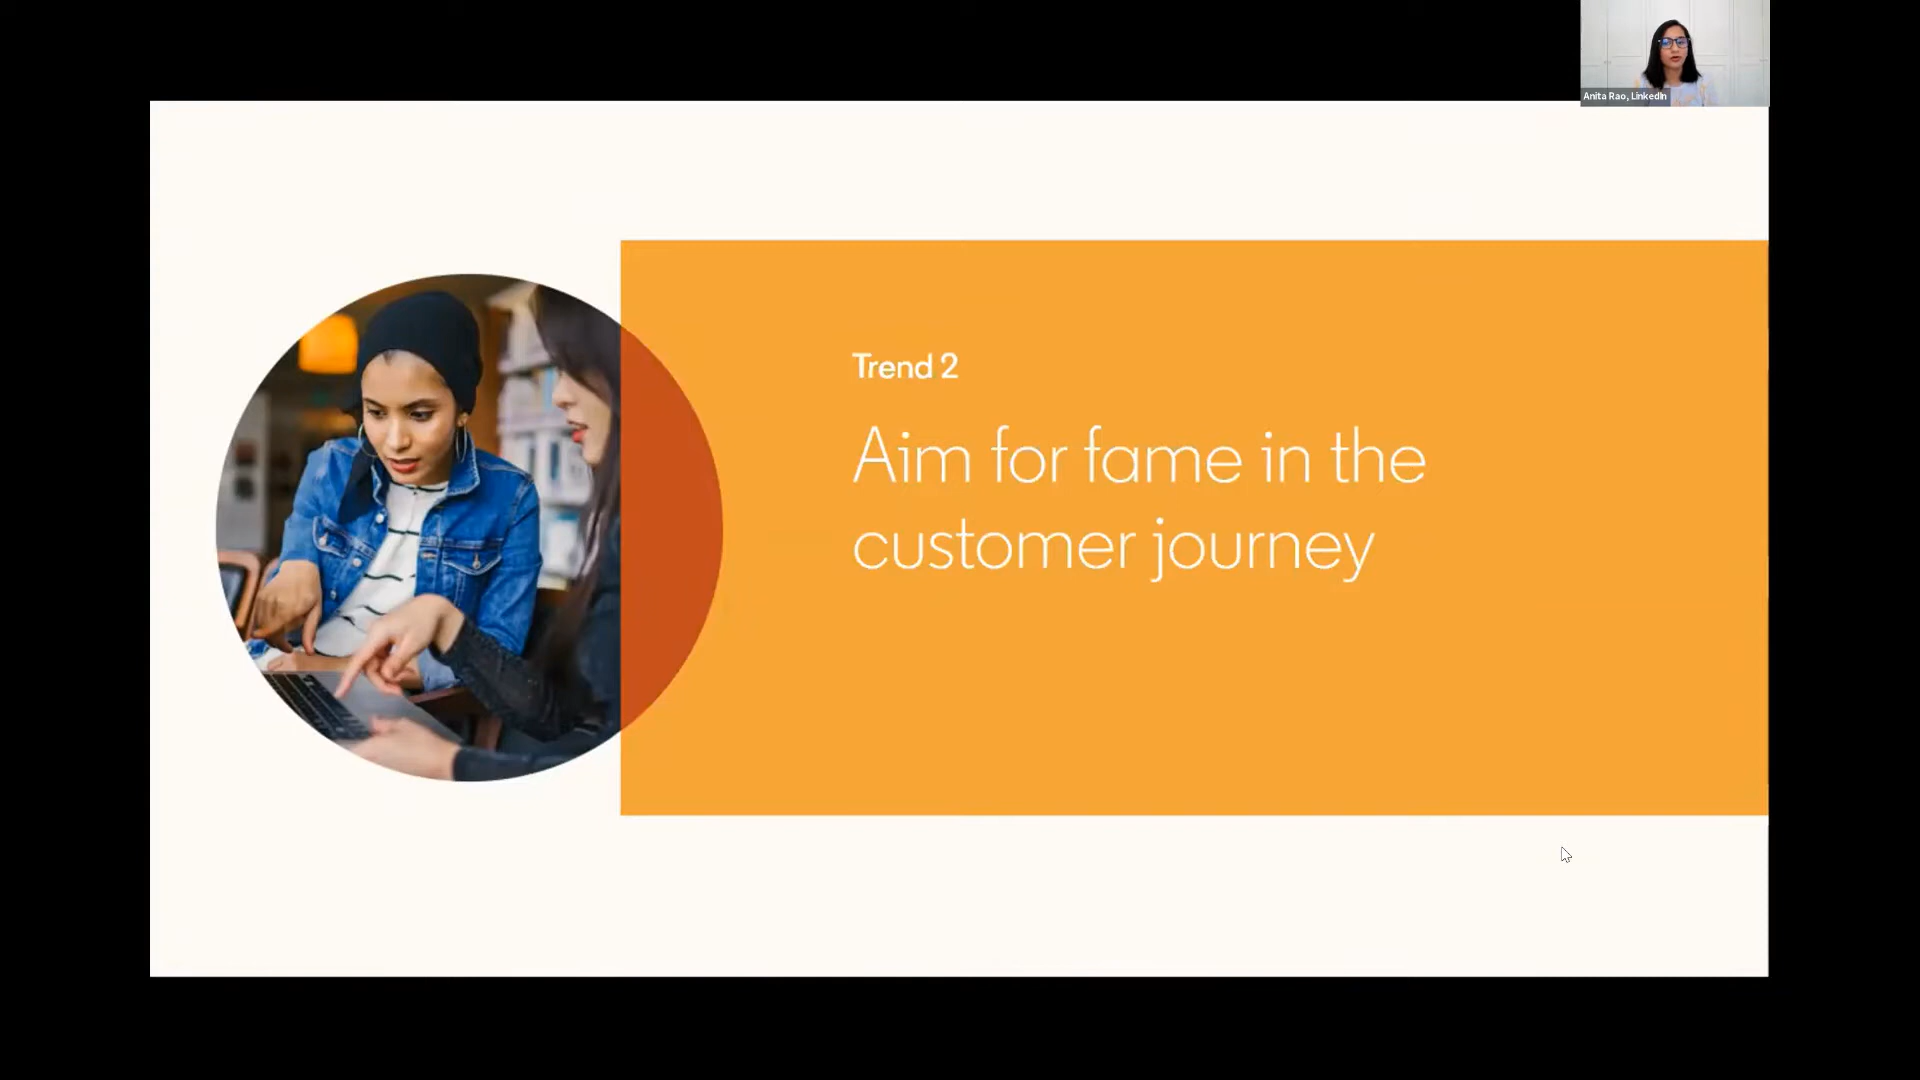 Anita Rao, LinkedIn
Trend 2
Aim for fame in the
customer journey